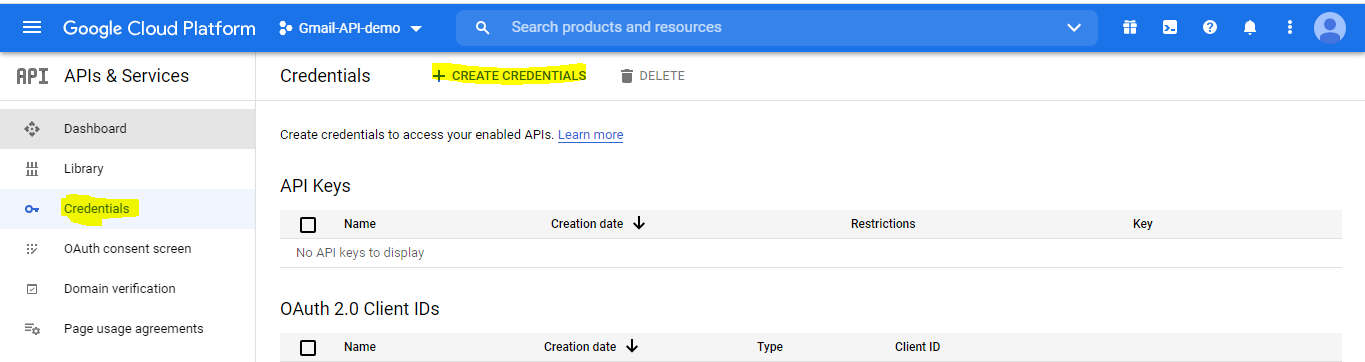 Google Cloud Platform Gmail-API-demo Search products and resources
API APIs & Services Credentials + CREATE CREDENTIALS DELETE
Dashboard
Library
Credentials
OAuth consent screen
Domain verification
Page usage agreements
Create credentials to access your enabled APIs. Learn more
API Keys
Name Creation date Restrictions Key
No API keys to display
OAuth 2.0 Client IDs
Name Creation date Type Client ID